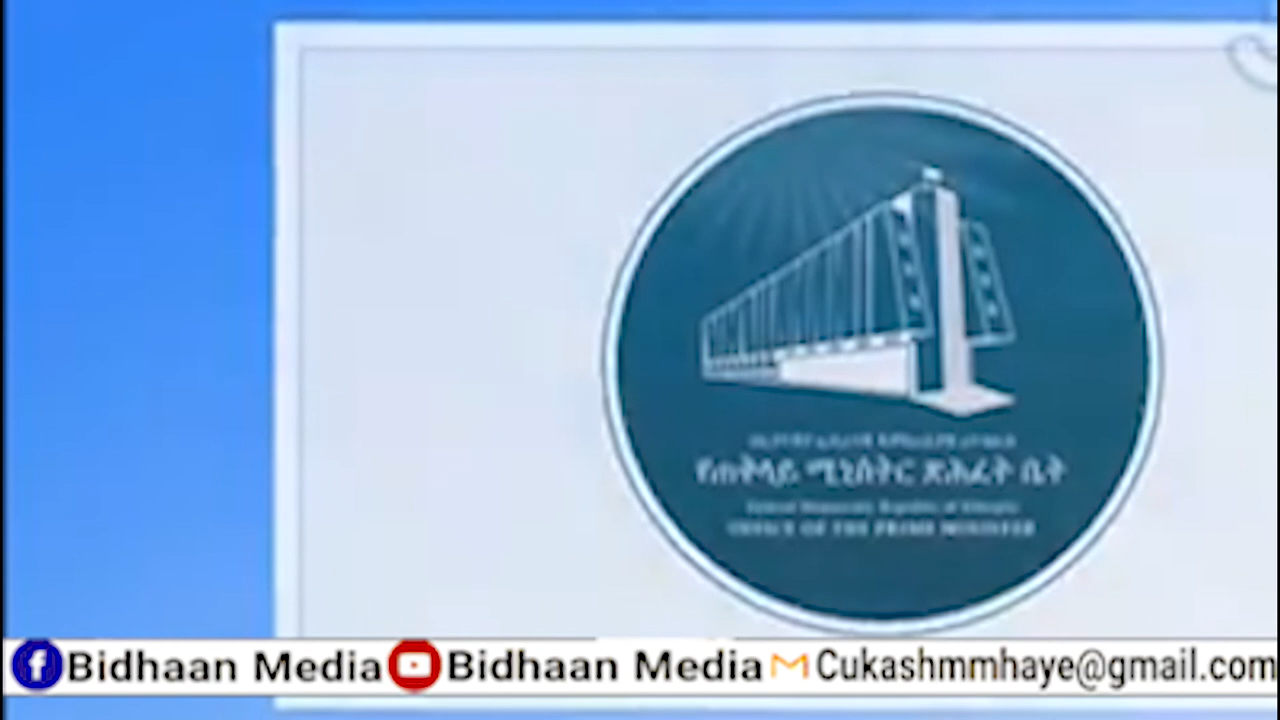 የጠቅላይ ሚኒስትር ጽሕፈት ቤት
OFFICE OF THE PRIME MINISTER
Bidhaan Media Bidhaan Media Cukashmmhaye@gmail.com